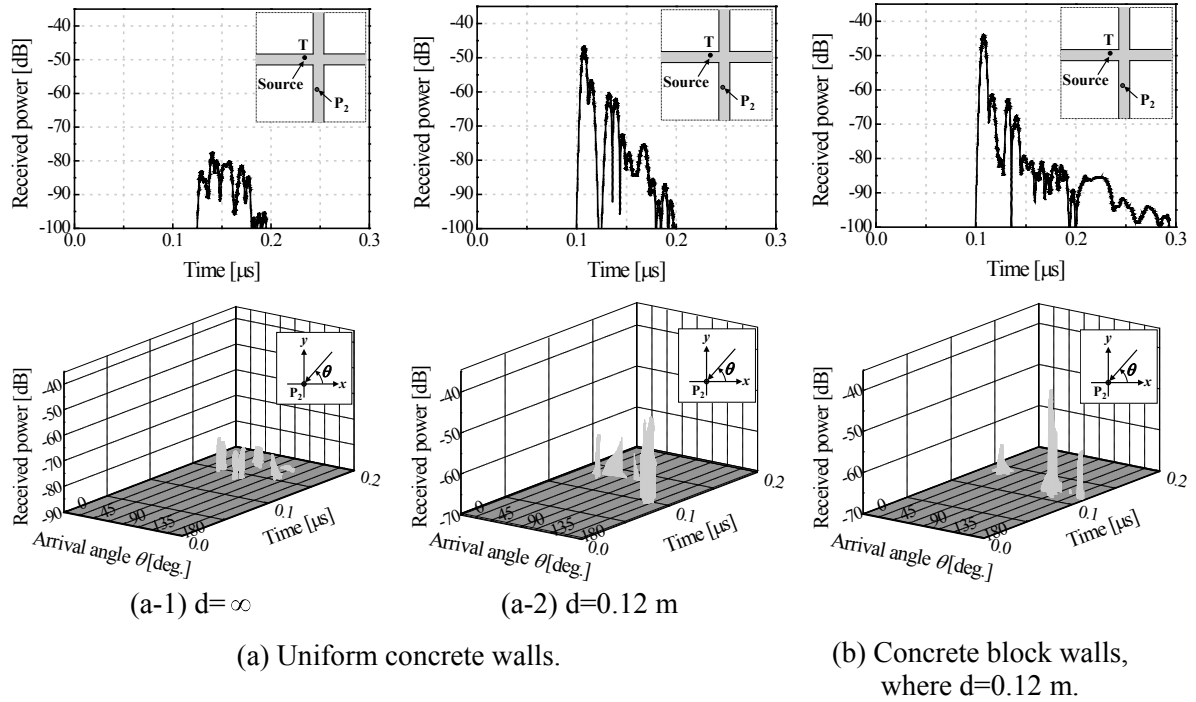 -40
-50
-60
-70
-80
-90
-100
Received power [dB]
0.0
0.1
0.2
0.3
Time [μs]
T
Source
P2
-40
-50
-60
-70
-80
-90
-100
Received power [dB]
0.0
0.1
0.2
0.3
Time [μs]
T
Source
P2
-40
-50
-60
-70
-80
-90
-100
Received power [dB]
0.0
0.1
0.2
0.3
Time [μs]
T
Source
P2
-40
-50
-60
-70
-80
-90
Received power [dB]
0
45
90
135
180
Arrival angle θ[deg.]
0.0
0.1
0.2
Time [μs]
y
θ
x
P2
-40
-50
-60
-70
Received power [dB]
0
45
90
135
180
Arrival angle θ[deg.]
0.0
0.1
0.2
Time [μs]
y
θ
x
P2
-40
-50
-60
-70
Received power [dB]
0
45
90
135
180
Arrival angle θ[deg.]
0.0
0.1
0.2
Time [μs]
y
θ
x
P2
(a-1) d=∞
(a-2) d=0.12 m
(a) Uniform concrete walls.
(b) Concrete block walls,
where d=0.12 m.